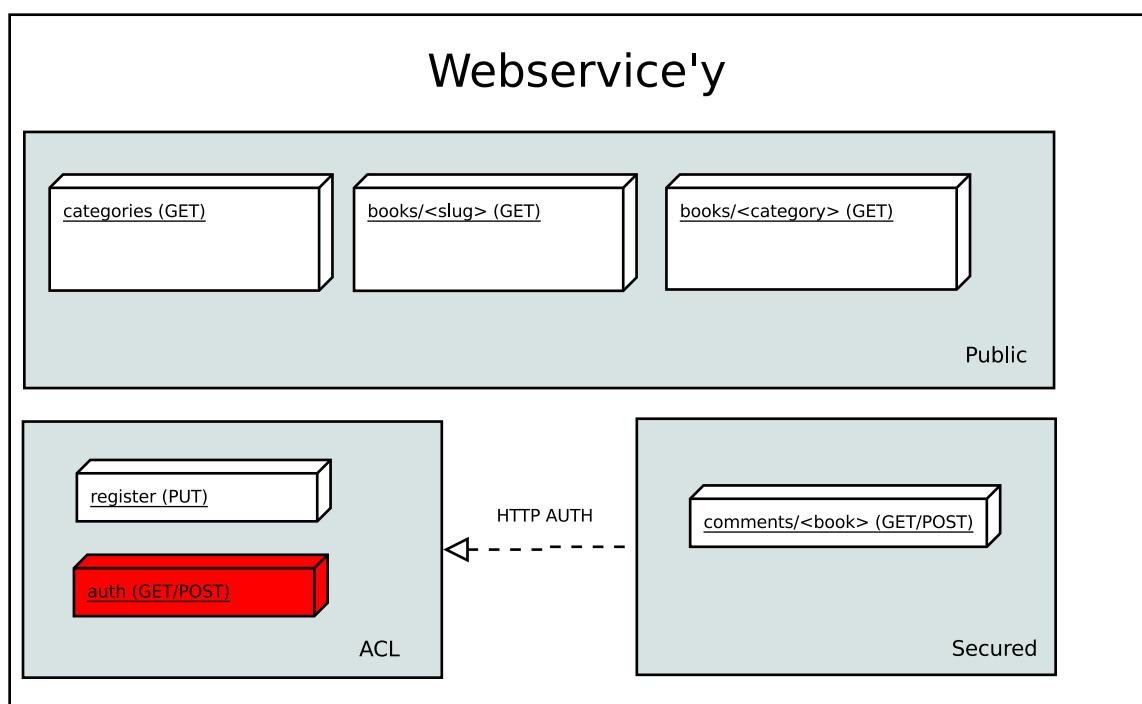 Webservice'y
categories (GET)
books/<slug> (GET)
books/<category> (GET)
Public
register (PUT)
auth (GET/POST)
ACL
HTTP AUTH
comments/<book> (GET/POST)
Secured